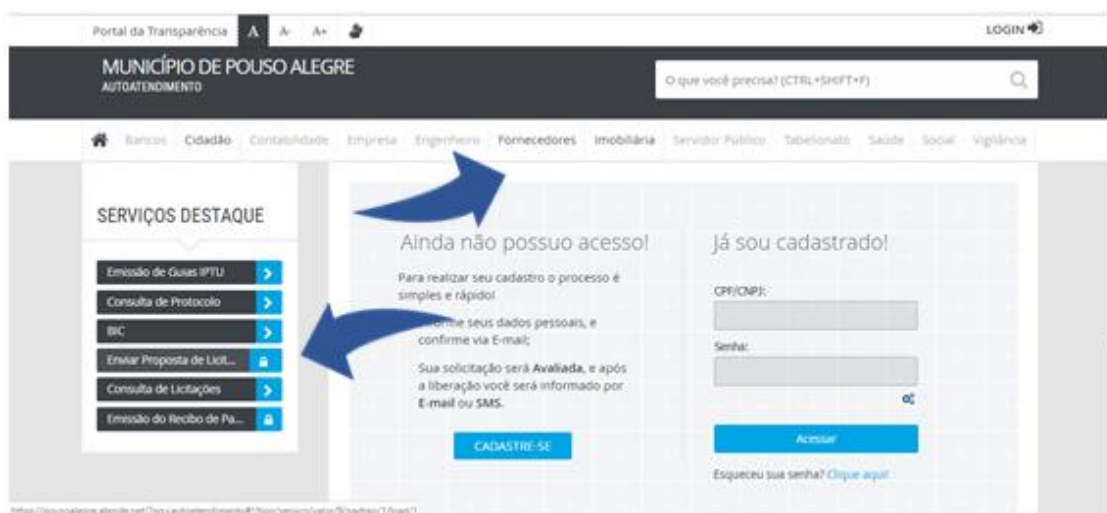 Portal da Transparência A A- A+ LOGIN
MUNICÍPIO DE POUSO ALEGRE
AUTOATENDIMENTO
O que você precisa? (CTRL+SHIFT+F)
Bancos Cidadão Contabilidade Empresa Engenheiro Fornecedores Imobiliária Servidor Público Tabelionato Saúde Social Vigilância
SERVIÇOS DESTAQUE
Emissão de Guias IPTU
Consulta de Protocolo
BIC
Enviar Proposta de Licit...
Consulta de Licitações
Emissão do Recibo de Pa...
Ainda não possuo acesso!
Para realizar seu cadastro o processo é
simples e rápido!
seus dados pessoais, e
confirme via E-mail;
Sua solicitação será Avaliada, e após
a liberação você será informado por
E-mail ou SMS.
CADASTRE-SE
Já sou cadastrado!
CPF/CNPJ:
Senha:
Acessar
Esqueceu sua senha? Clique aqui!